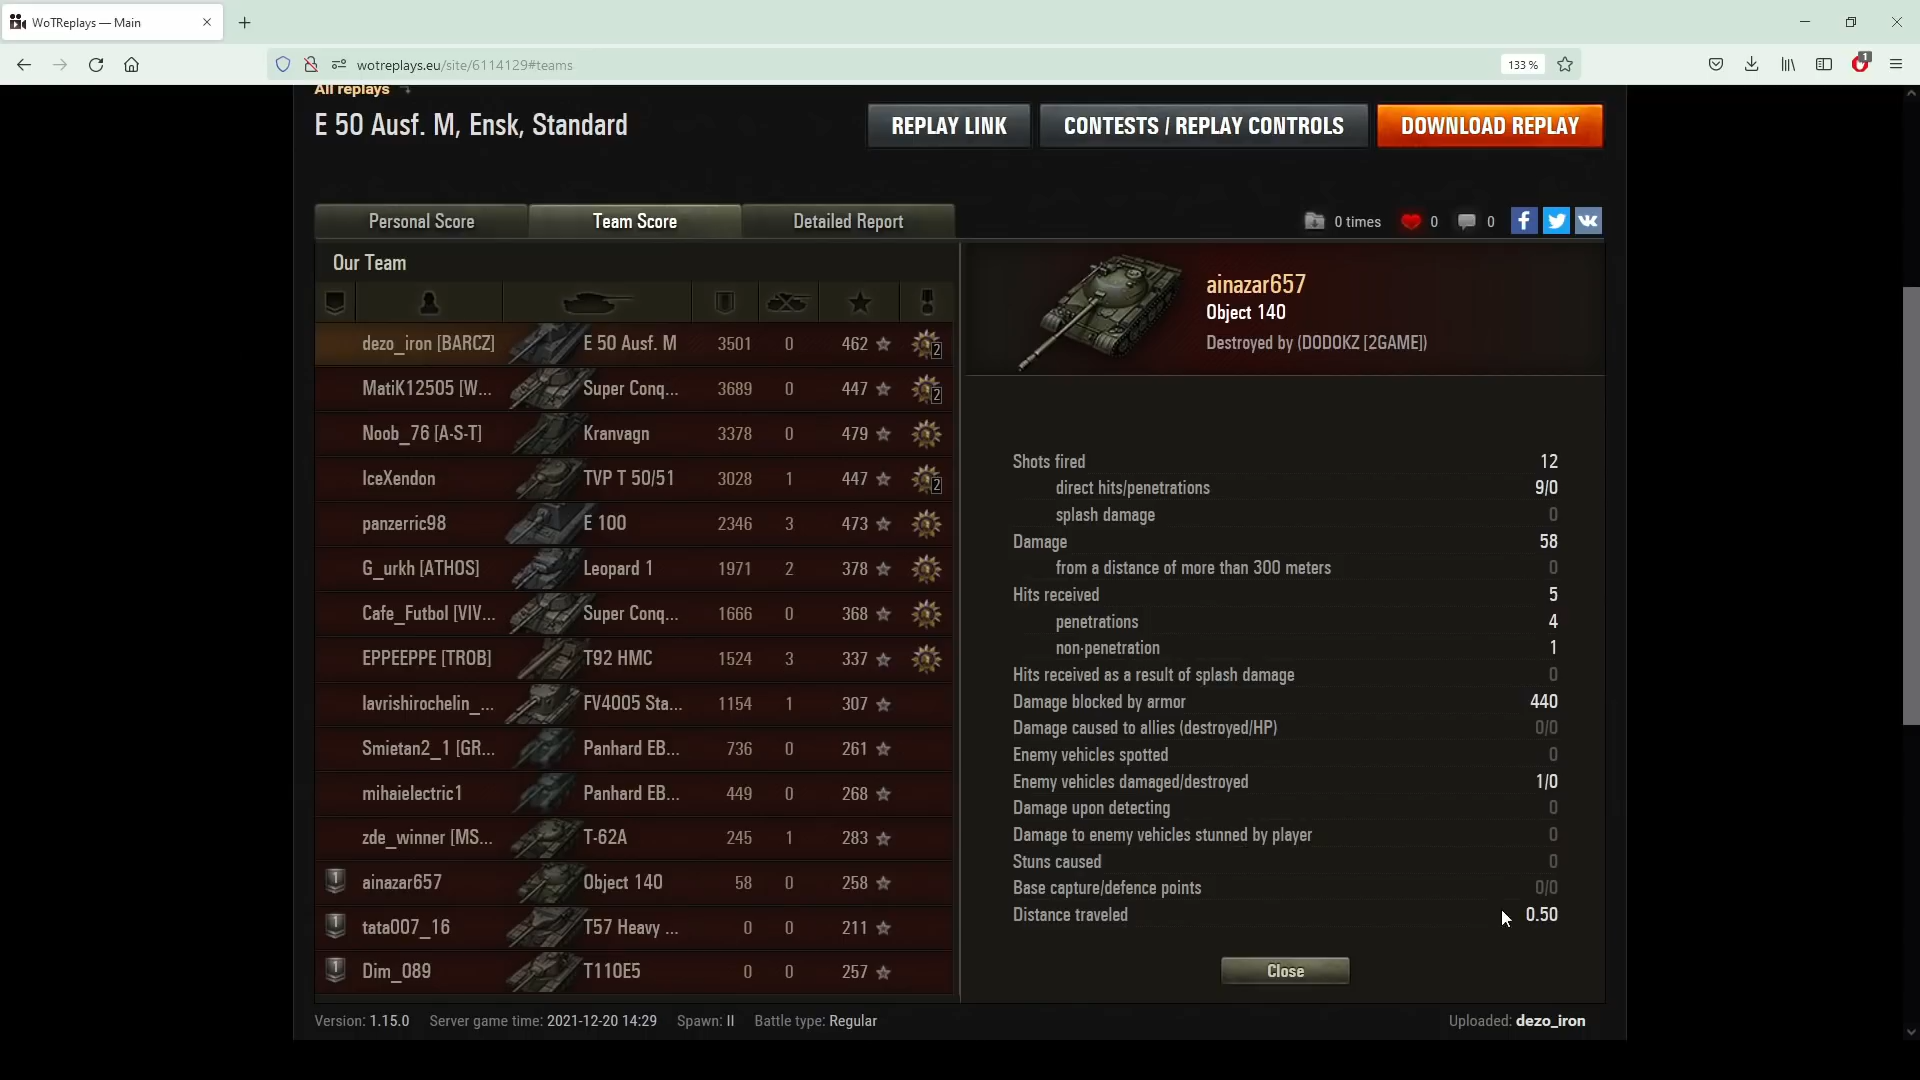 WoTReplays — Main
wotreplays.eu/site/6114129#teams
133 %
1
All replays
E 50 Ausf. M, Ensk, Standard
REPLAY LINK
CONTESTS / REPLAY CONTROLS
DOWNLOAD REPLAY
Personal Score
Team Score
Detailed Report
0 times
0
0
Our Team
dezo_iron [BARCZ] E 50 Ausf. M 3501 0 462 2
MatiK12505 [W... Super Conq... 3689 0 447 2
Noob_76 [A-S-T] Kranvagn 3378 0 479
IceXendon TVP T 50/51 3028 1 447 2
panzerric98 E 100 2346 3 473
G_urkh [ATHOS] Leopard 1 1971 2 378
Cafe_Futbol [VIV... Super Conq... 1666 0 368
EPPEEPPE [TROB] T92 HMC 1524 3 337
lavrishirochelin_... FV4005 Sta... 1154 1 307
Smietan2_1 [GR... Panhard EB... 736 0 261
mihaielectric1 Panhard EB... 449 0 268
zde_winner [MS... T-62A 245 1 283
1 ainazar657 Object 140 58 0 258
1 tata007_16 T57 Heavy ... 0 0 211
1 Dim_089 T110E5 0 0 257
ainazar657
Object 140
Destroyed by (DODOKZ [2GAME])
Shots fired 12
direct hits/penetrations 9/0
splash damage 0
Damage 58
from a distance of more than 300 meters 0
Hits received 5
penetrations 4
non-penetration 1
Hits received as a result of splash damage 0
Damage blocked by armor 440
Damage caused to allies (destroyed/HP) 0/0
Enemy vehicles spotted 0
Enemy vehicles damaged/destroyed 1/0
Damage upon detecting 0
Damage to enemy vehicles stunned by player 0
Stuns caused 0
Base capture/defence points 0/0
Distance traveled 0.50
Close
Version: 1.15.0 Server game time: 2021-12-20 14:29 Spawn: II Battle type: Regular
Uploaded: dezo_iron